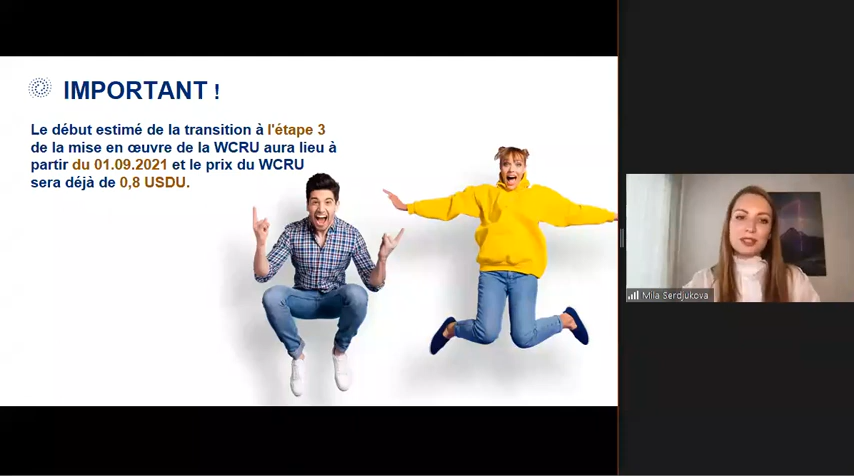 IMPORTANT !
Le début estimé de la transition à l'étape 3
de la mise en œuvre de la WCRU aura lieu à
partir du 01.09.2021 et le prix du WCRU
sera déjà de 0,8 USDU.
Mila Serdjukova